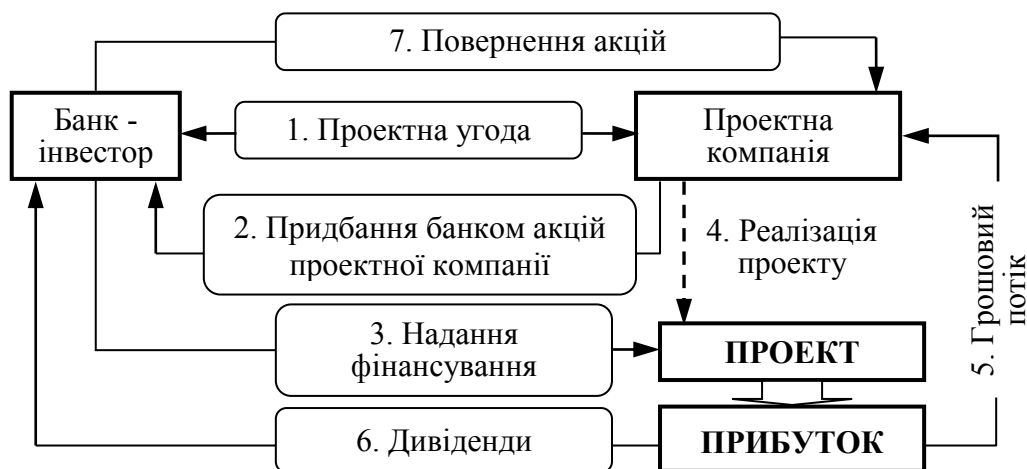 7. Повернення акцій
Банк -
інвестор
1. Проектна угода
Проектна
компанія
2. Придбання банком акцій
проектної компанії
4. Реалізація
проекту
3. Надання
фінансування
ПРОЕКТ
5. Грошовий
потік
6. Дивіденди
ПРИБУТОК